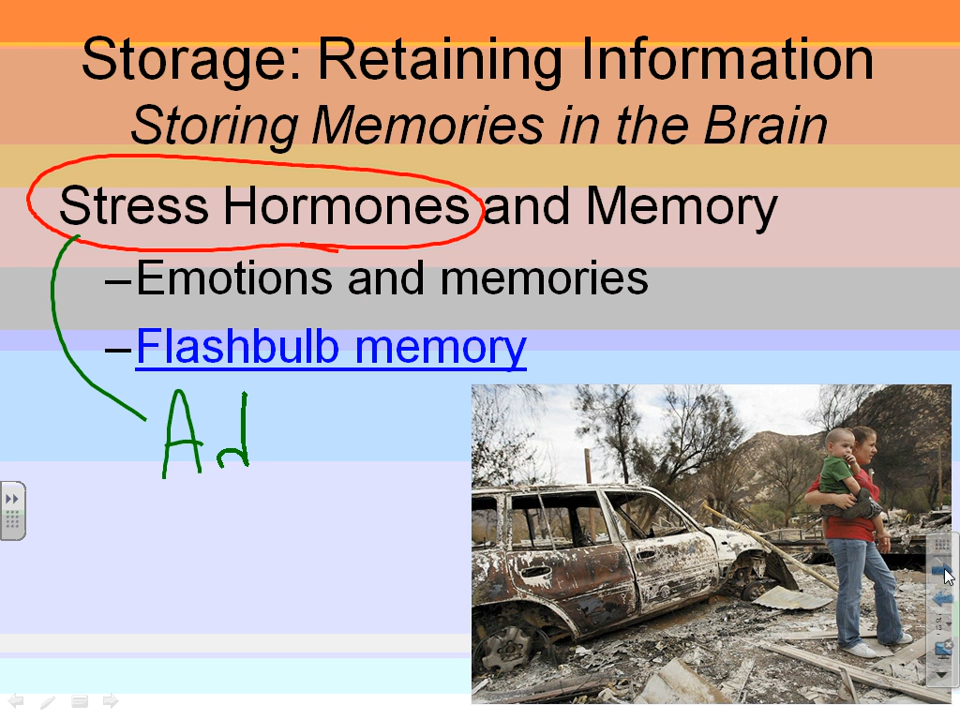 Storage: Retaining Information
Storing Memories in the Brain
Stress Hormones and Memory
–Emotions and memories
–Flashbulb memory
Ad